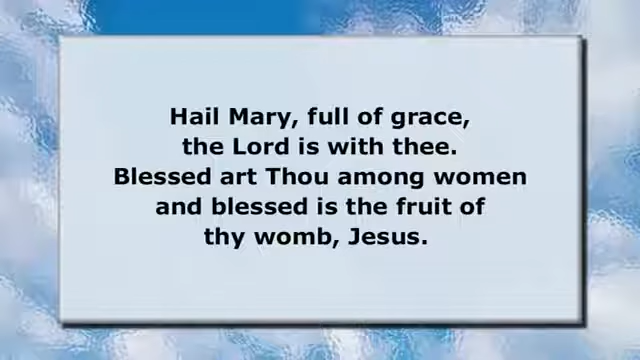 Hail Mary, full of grace,
the Lord is with thee.
Blessed art Thou among women
and blessed is the fruit of
thy womb, Jesus.